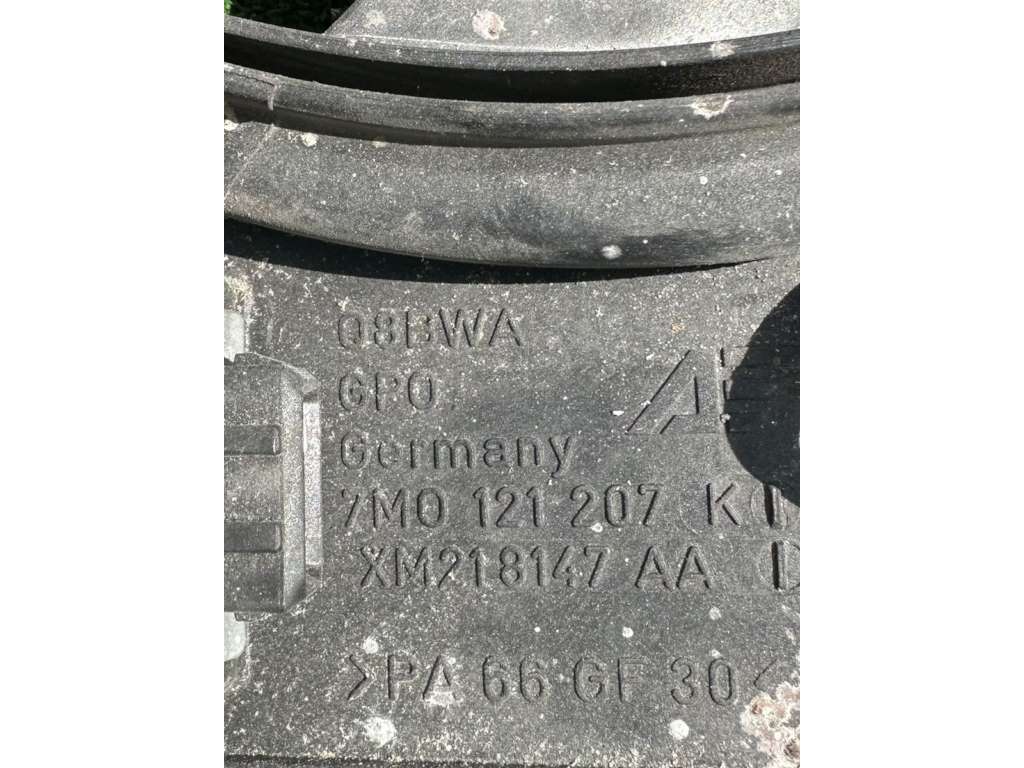 08BWA
GPO
Germany
7M0 121 207 K
XM218147 AA
>PA 66 GF 30<